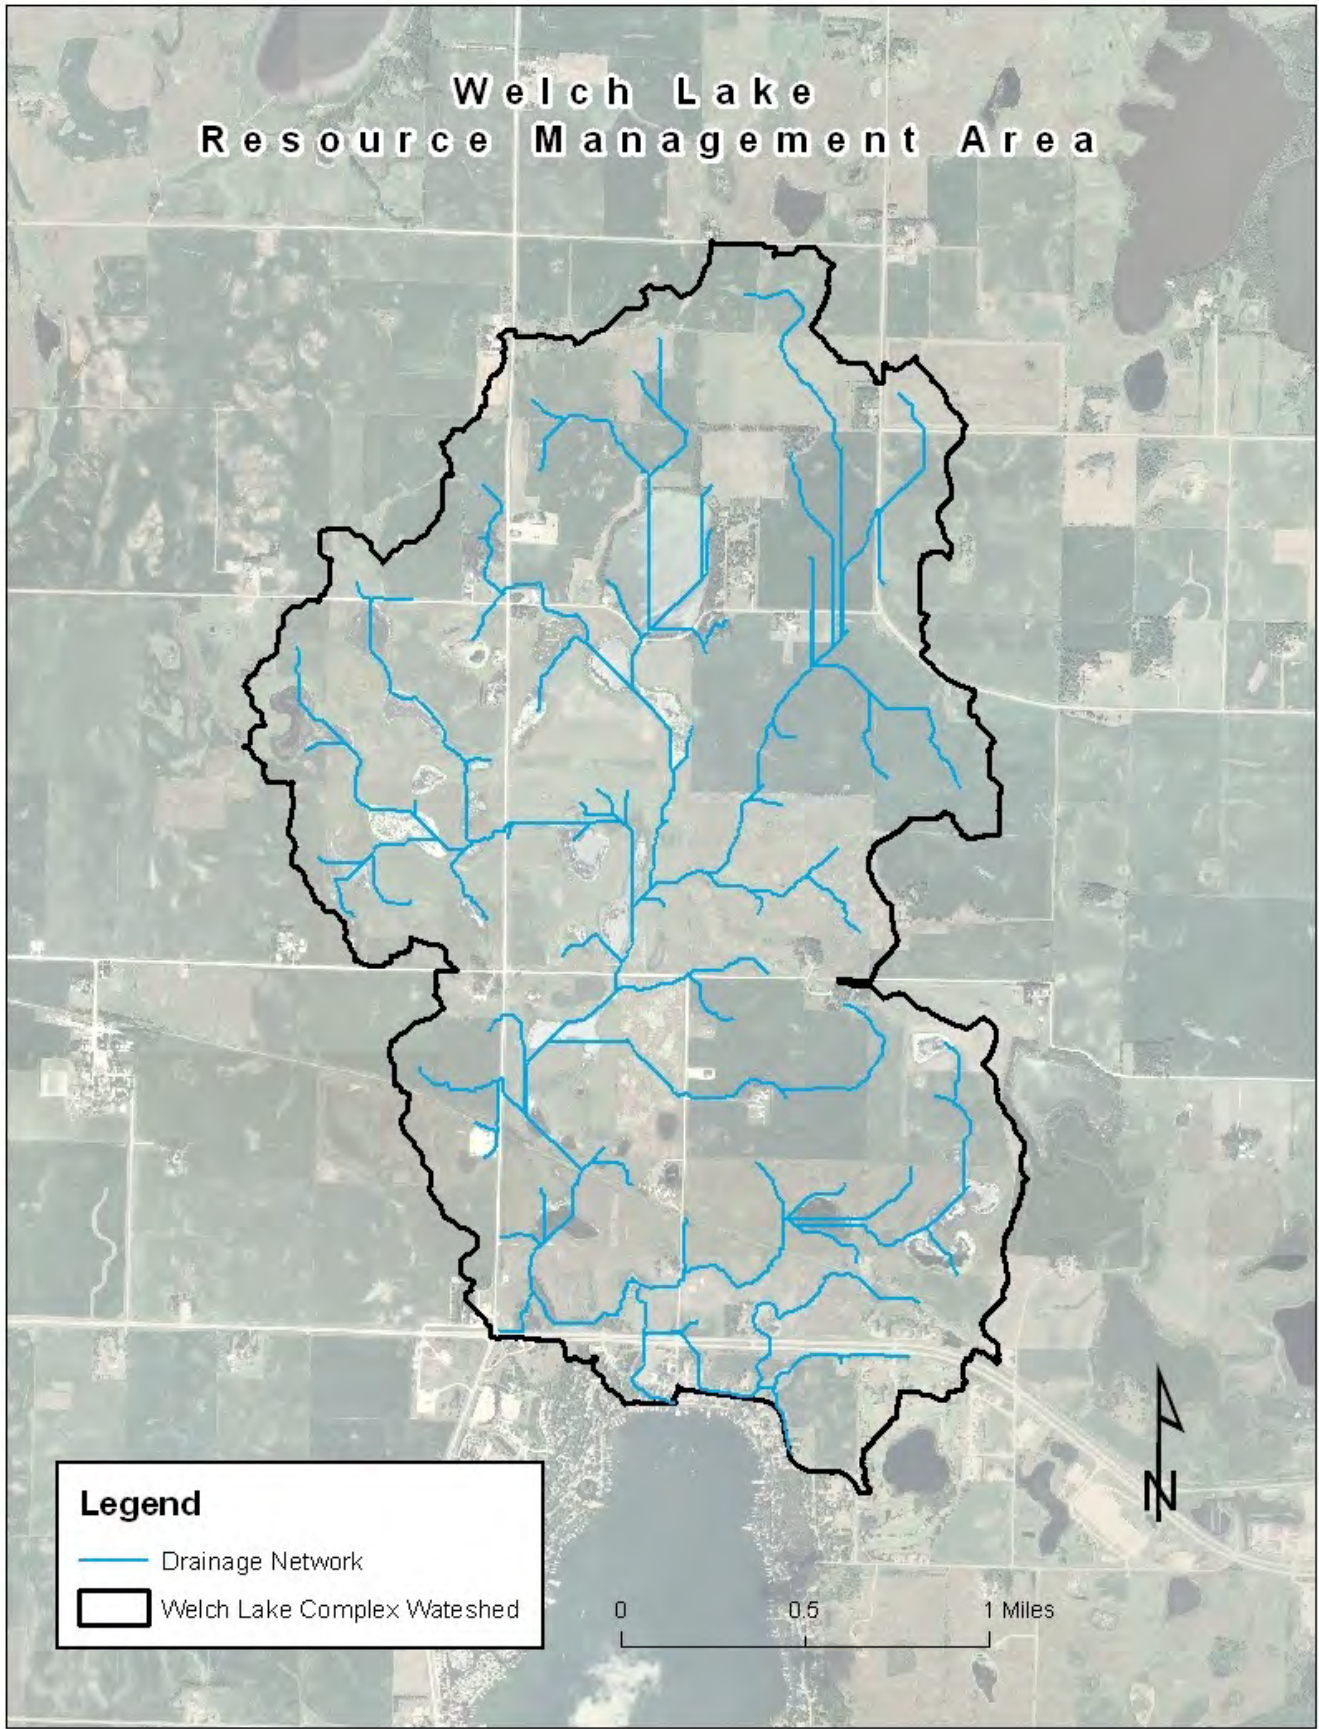 Welch Lake
Resource Management Area
Legend
Drainage Network
Welch Lake Complex Wateshed
0 0.5 1 Miles
N